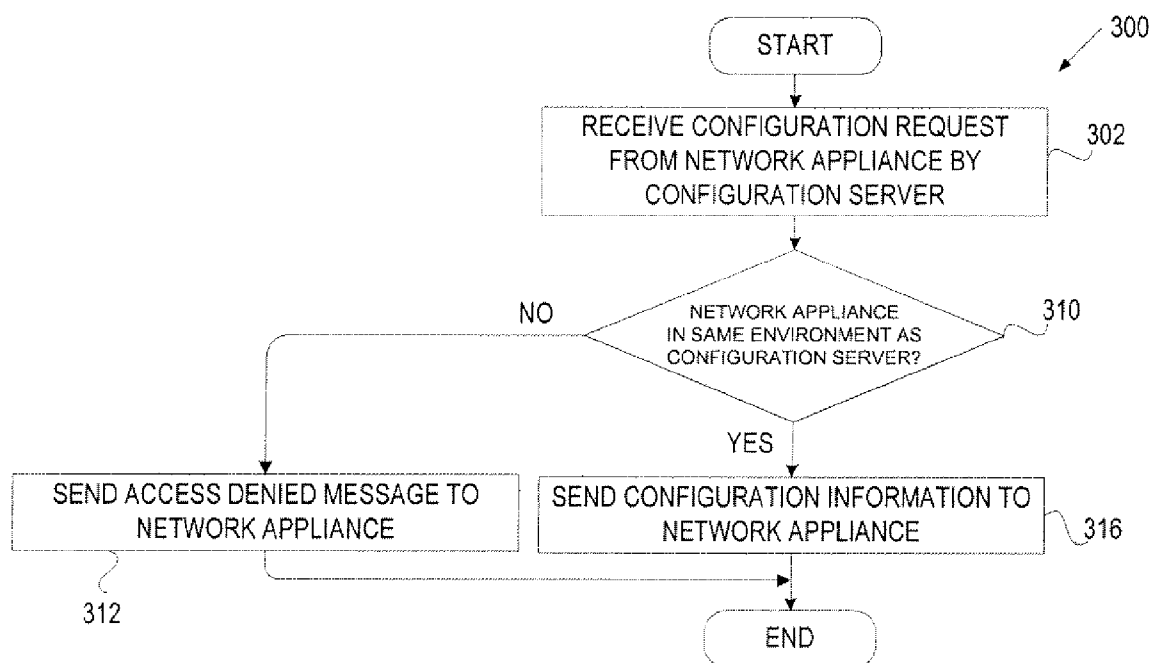 START
300
RECEIVE CONFIGURATION REQUEST
FROM NETWORK APPLIANCE BY
CONFIGURATION SERVER
302
NETWORK APPLIANCE
IN SAME ENVIRONMENT AS
CONFIGURATION SERVER?
310
NO
YES
SEND ACCESS DENIED MESSAGE TO
NETWORK APPLIANCE
312
SEND CONFIGURATION INFORMATION TO
NETWORK APPLIANCE
316
END